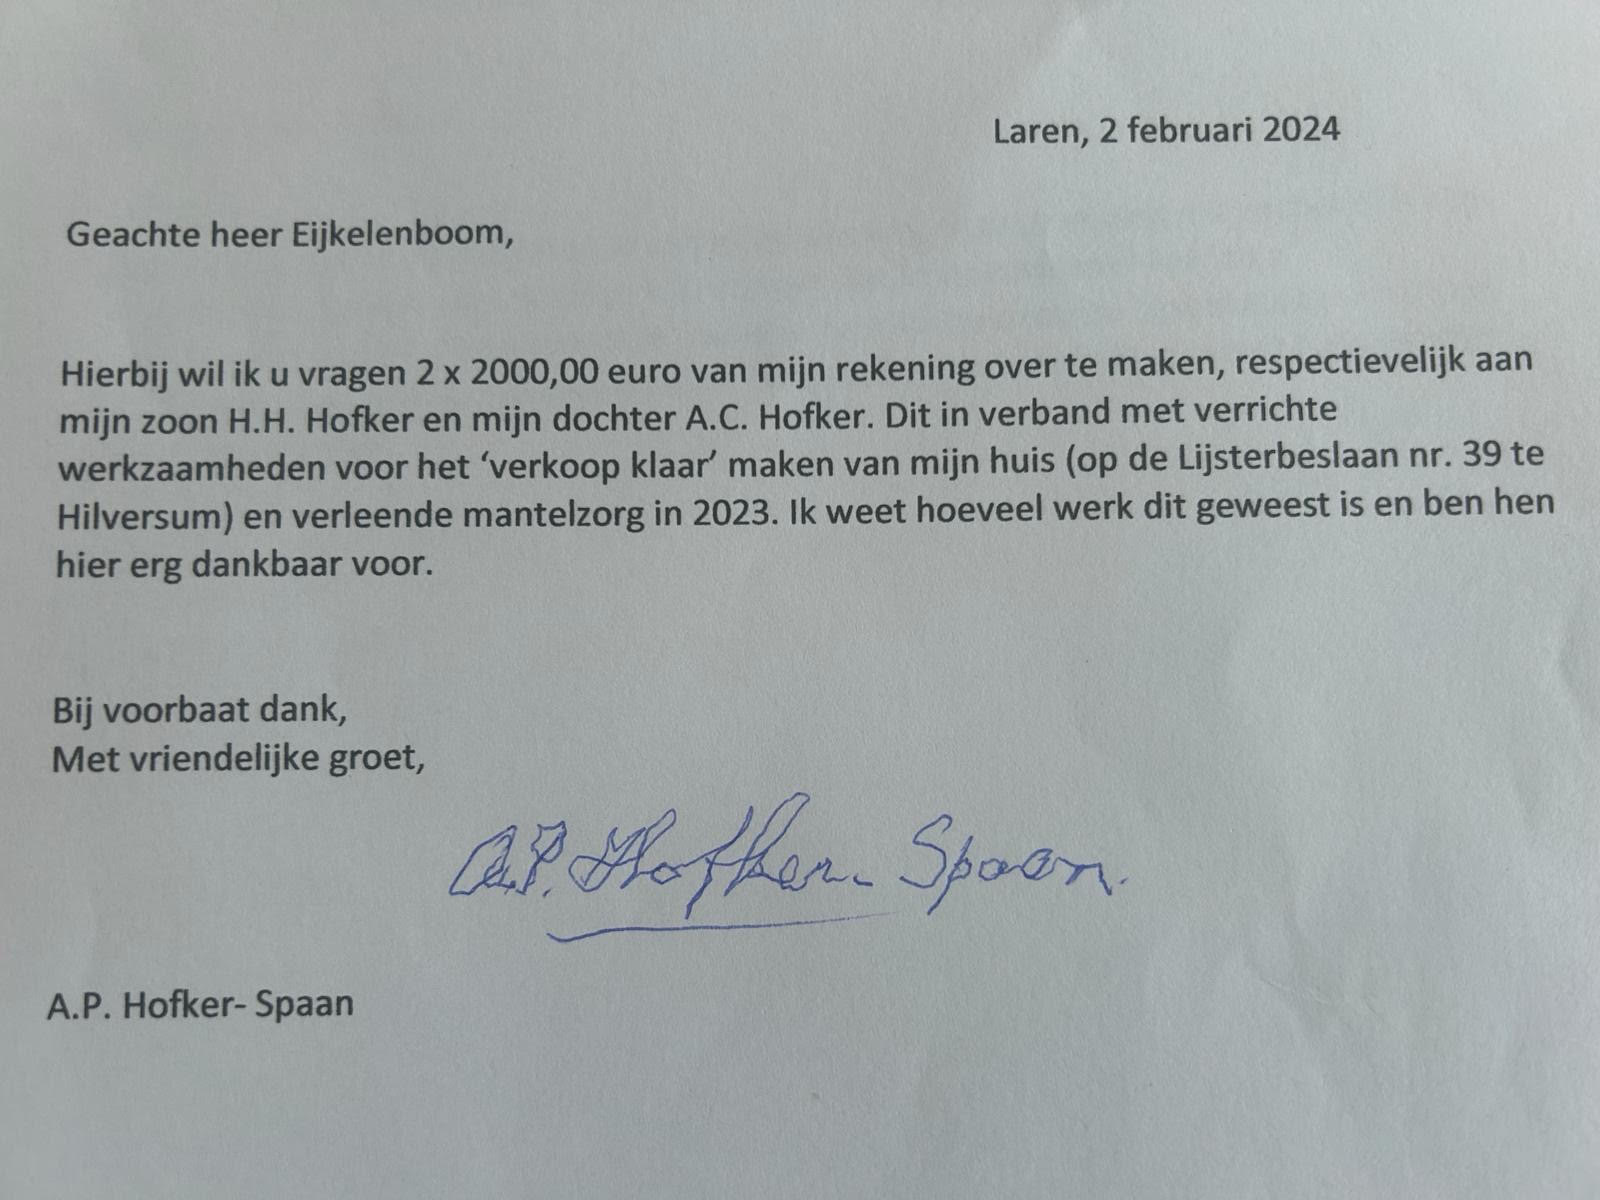 Laren, 2 februari 2024
Geachte heer Eijkelenboom,
Hierbij wil ik u vragen 2 x 2000,00 euro van mijn rekening over te maken, respectievelijk aan
mijn zoon H.H. Hofker en mijn dochter A.C. Hofker. Dit in verband met verrichte
werkzaamheden voor het ‘verkoop klaar’ maken van mijn huis (op de Lijsterbeslaan nr. 39 te
Hilversum) en verleende mantelzorg in 2023. Ik weet hoeveel werk dit geweest is en ben hen
hier erg dankbaar voor.
Bij voorbaat dank,
Met vriendelijke groet,
A.P. Hofker- Spaan.
A.P. Hofker- Spaan